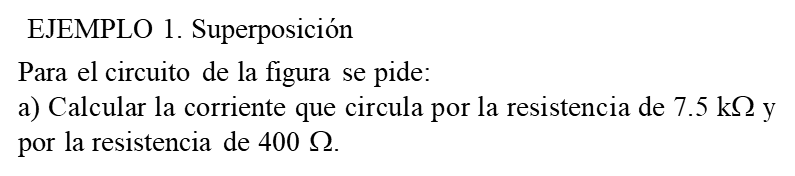 EJEMPLO 1. Superposición
Para el circuito de la figura se pide:
a) Calcular la corriente que circula por la resistencia de 7.5 kΩ y
por la resistencia de 400 Ω.